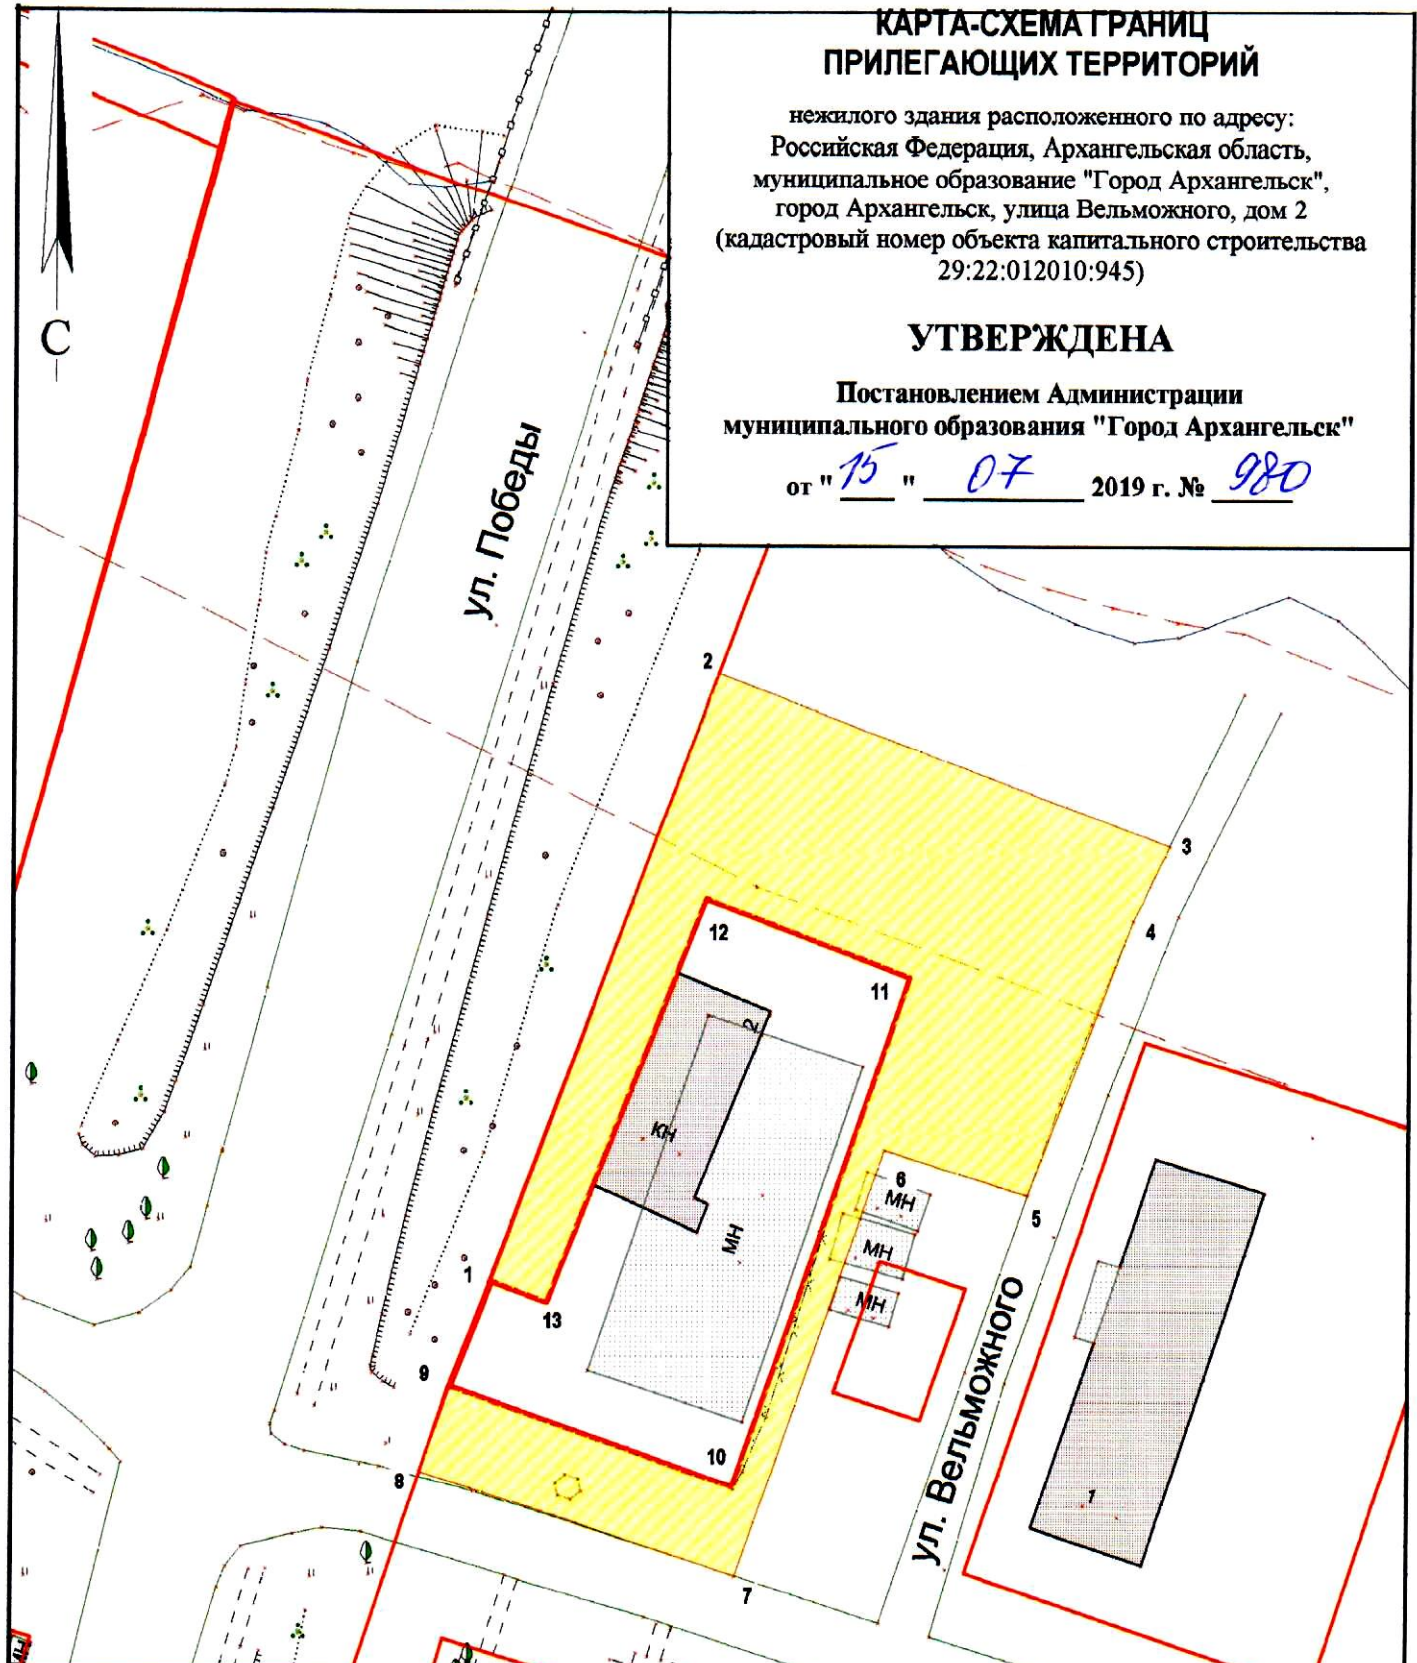 КАРТА-СХЕМА ГРАНИЦ
ПРИЛЕГАЮЩИХ ТЕРРИТОРИЙ
нежилого здания расположенного по адресу:
Российская Федерация, Архангельская область,
муниципальное образование "Город Архангельск",
город Архангельск, улица Вельможного, дом 2
(кадастровый номер объекта капитального строительства
29:22:012010:945)
УТВЕРЖДЕНА
Постановлением Администрации
муниципального образования "Город Архангельск"
от "15" 07 2019 г. № 980
С
ул. Победы
2
3
4
12
11
2
КН
6
МН
5
МН
МН
МН
1
13
9
ул. Вельможного
10
8
1
7